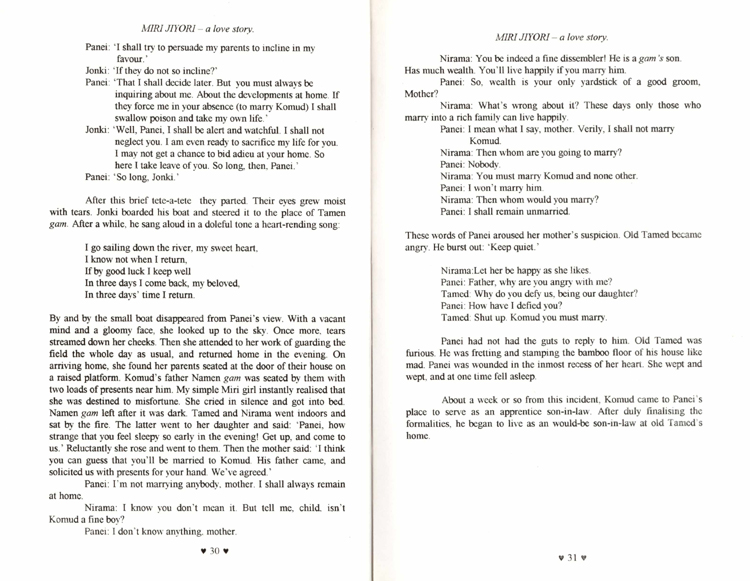 MIRI JIYORI – a love story.
Panei: 'I shall try to persuade my parents to incline in my
favour.'
Jonki: 'If they do not so incline?'
Panei: 'That I shall decide later. But you must always be
inquiring about me. About the developments at home. If
they force me in your absence (to marry Komud) I shall
swallow poison and take my own life.'
Jonki: 'Well, Panei, I shall be alert and watchful. I shall not
neglect you. I am even ready to sacrifice my life for you.
I may not get a chance to bid adieu at your home. So
here I take leave of you. So long, then, Panei.'
Panei: 'So long, Jonki.'
After this brief tete-a-tete they parted. Their eyes grew moist
with tears. Jonki boarded his boat and steered it to the place of Tamen
gam. After a while, he sang aloud in a doleful tone a heart-rending song:
I go sailing down the river, my sweet heart,
I know not when I return,
If by good luck I keep well
In three days I come back, my beloved,
In three days' time I return.
By and by the small boat disappeared from Panei's view. With a vacant
mind and a gloomy face, she looked up to the sky. Once more, tears
streamed down her cheeks. Then she attended to her work of guarding the
field the whole day as usual, and returned home in the evening. On
arriving home, she found her parents seated at the door of their house on
a raised platform. Komud's father Namen gam was seated by them with
two loads of presents near him. My simple Miri girl instantly realised that
she was destined to misfortune. She cried in silence and got into bed.
Namen gam left after it was dark. Tamed and Nirama went indoors and
sat by the fire. The latter went to her daughter and said: 'Panei, how
strange that you feel sleepy so early in the evening! Get up, and come to
us.' Reluctantly she rose and went to them. Then the mother said: 'I think
you can guess that you'll be married to Komud. His father came, and
solicited us with presents for your hand. We've agreed.'
Panei: I'm not marrying anybody, mother. I shall always remain
at home.
Nirama: I know you don't mean it. But tell me, child, isn't
Komud a fine boy?
Panei: I don't know anything, mother.
♥ 30 ♥
MIRI JIYORI – a love story.
Nirama: You be indeed a fine dissembler! He is a gam's son.
Has much wealth. You'll live happily if you marry him.
Panei: So, wealth is your only yardstick of a good groom,
Mother?
Nirama: What's wrong about it? These days only those who
marry into a rich family can live happily.
Panei: I mean what I say, mother. Verily, I shall not marry
Komud.
Nirama: Then whom are you going to marry?
Panei: Nobody.
Nirama: You must marry Komud and none other.
Panei: I won't marry him.
Nirama: Then whom would you marry?
Panei: I shall remain unmarried.
These words of Panei aroused her mother's suspicion. Old Tamed became
angry. He burst out: 'Keep quiet.'
Nirama:Let her be happy as she likes.
Panei: Father, why are you angry with me?
Tamed: Why do you defy us, being our daughter?
Panei: How have I defied you?
Tamed: Shut up. Komud you must marry.
Panei had not had the guts to reply to him. Old Tamed was
furious. He was fretting and stamping the bamboo floor of his house like
mad. Panei was wounded in the inmost recess of her heart. She wept and
wept, and at one time fell asleep.
About a week or so from this incident, Komud came to Panei's
place to serve as an apprentice son-in-law. After duly finalising the
formalities, he began to live as an would-be son-in-law at old Tamed's
home.
♥ 31 ♥